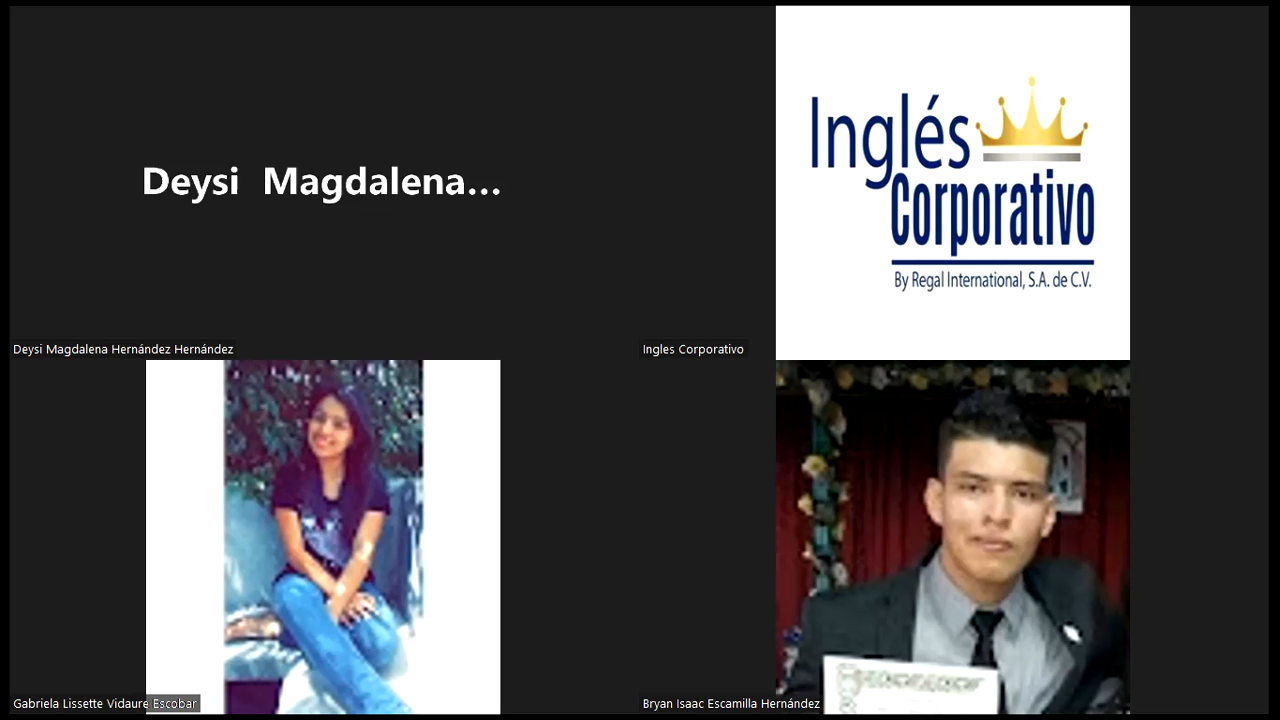 Deysi  Magdalena...
Inglés
Corporativo
By Regal International, S.A. de C.V.
Deysi Magdalena Hernández Hernández
Ingles Corporativo
Gabriela Lissette Vidaure Escobar
Bryan Isaac Escamilla Hernández